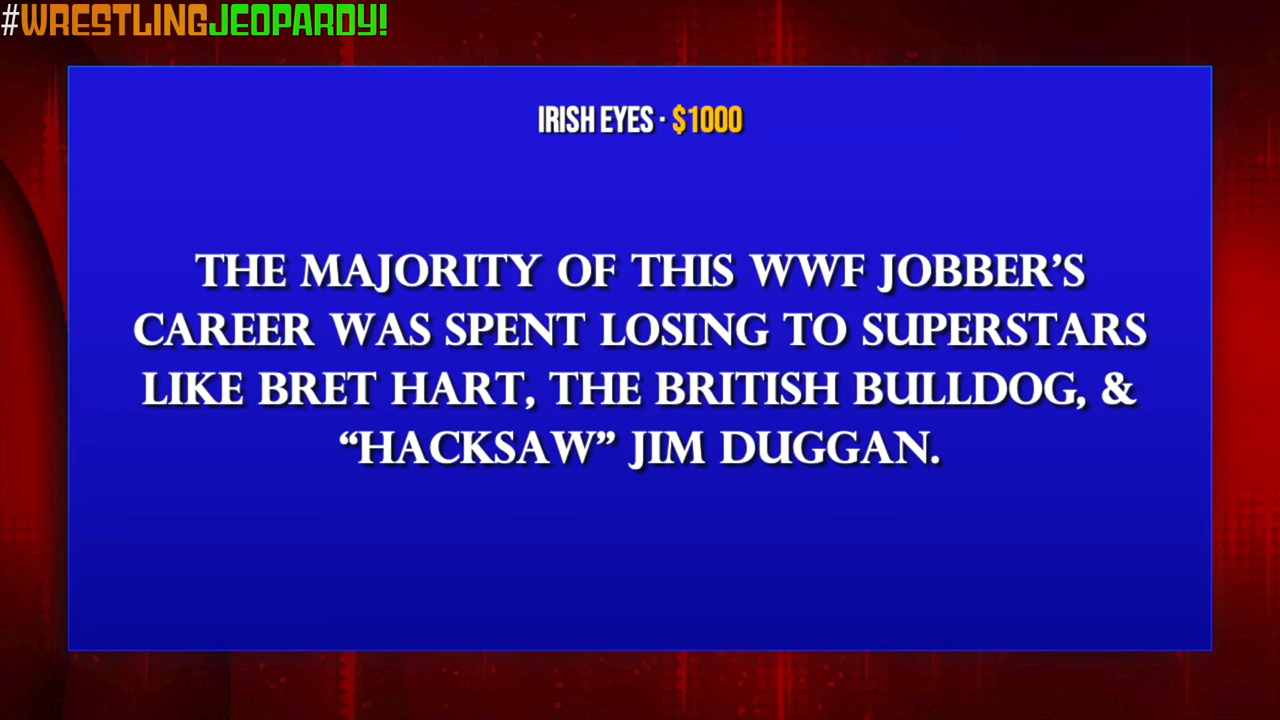 #WRESTLINGJEOPARDY!
IRISH EYES · $1000
THE MAJORITY OF THIS WWF JOBBER'S
CAREER WAS SPENT LOSING TO SUPERSTARS
LIKE BRET HART, THE BRITISH BULLDOG, &
“HACKSAW” JIM DUGGAN.